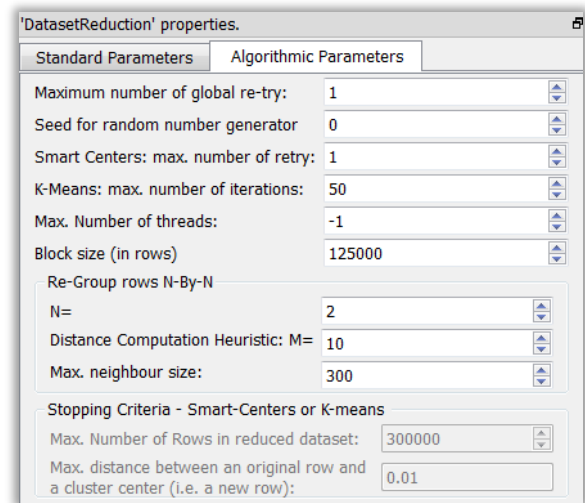 'DatasetReduction' properties.
Standard Parameters Algorithmic Parameters
Maximum number of global re-try: 1
Seed for random number generator 0
Smart Centers: max. number of retry: 1
K-Means: max. number of iterations: 50
Max. Number of threads: -1
Block size (in rows) 125000
Re-Group rows N-By-N
N= 2
Distance Computation Heuristic: M= 10
Max. neighbour size: 300
Stopping Criteria - Smart-Centers or K-means
Max. Number of Rows in reduced dataset: 300000
Max. distance between an original row and
a cluster center (i.e. a new row): 0.01